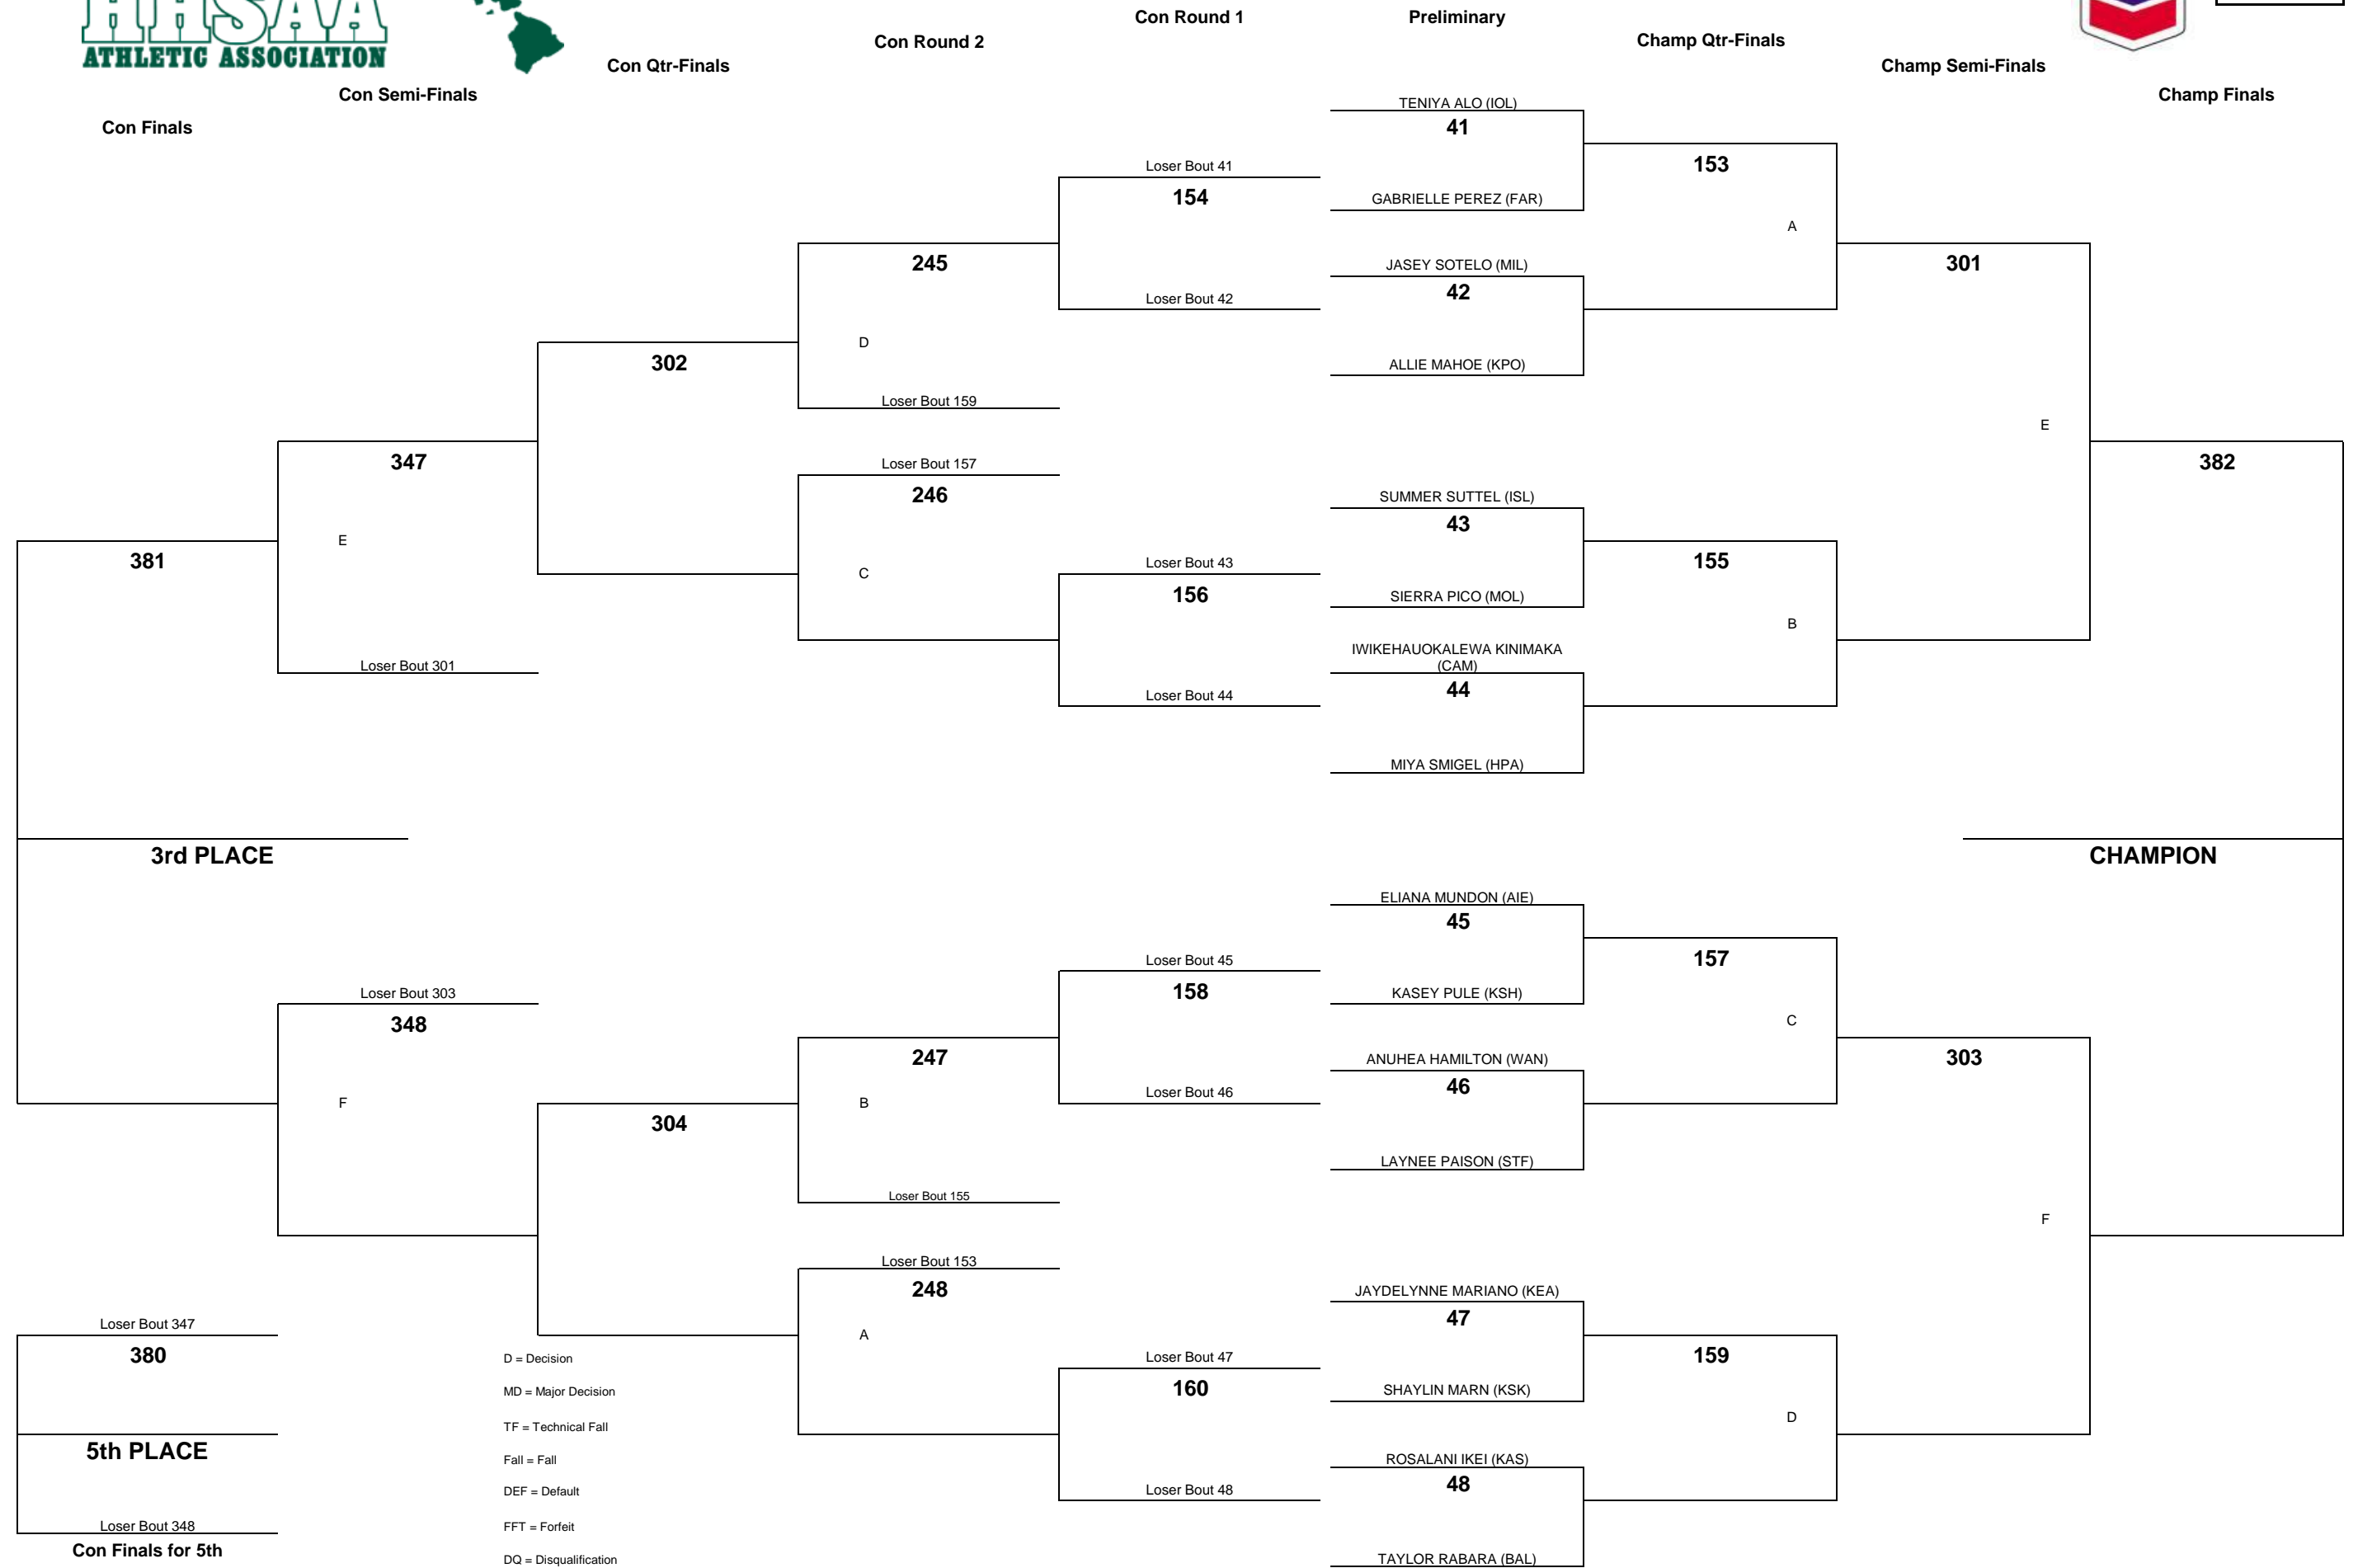 HHSAA
ATHLETIC ASSOCIATION
Con Finals
Con Semi-Finals
Con Qtr-Finals
Con Round 2
Con Round 1
Preliminary
Champ Qtr-Finals
Champ Semi-Finals
Champ Finals
TENIYA ALO (IOL)
41
GABRIELLE PEREZ (FAR)
JASEY SOTELO (MIL)
42
ALLIE MAHOE (KPO)
SUMMER SUTTEL (ISL)
43
SIERRA PICO (MOL)
IWIKEHAUOKALEWA KINIMAKA
(CAM)
44
MIYA SMIGEL (HPA)
ELIANA MUNDON (AIE)
45
KASEY PULE (KSH)
ANUHEA HAMILTON (WAN)
46
LAYNEE PAISON (STF)
JAYDELYNNE MARIANO (KEA)
47
SHAYLIN MARN (KSK)
ROSALANI IKEI (KAS)
48
TAYLOR RABARA (BAL)
153
A
155
B
157
C
159
D
301
E
303
F
382
CHAMPION
Loser Bout 41
154
Loser Bout 42
Loser Bout 43
156
Loser Bout 44
Loser Bout 45
158
Loser Bout 46
Loser Bout 47
160
Loser Bout 48
245
D
Loser Bout 159
Loser Bout 157
246
C
247
B
Loser Bout 155
Loser Bout 153
248
A
302
304
347
E
Loser Bout 301
Loser Bout 303
348
F
381
3rd PLACE
Loser Bout 347
380
5th PLACE
Loser Bout 348
Con Finals for 5th
D = Decision
MD = Major Decision
TF = Technical Fall
Fall = Fall
DEF = Default
FFT = Forfeit
DQ = Disqualification